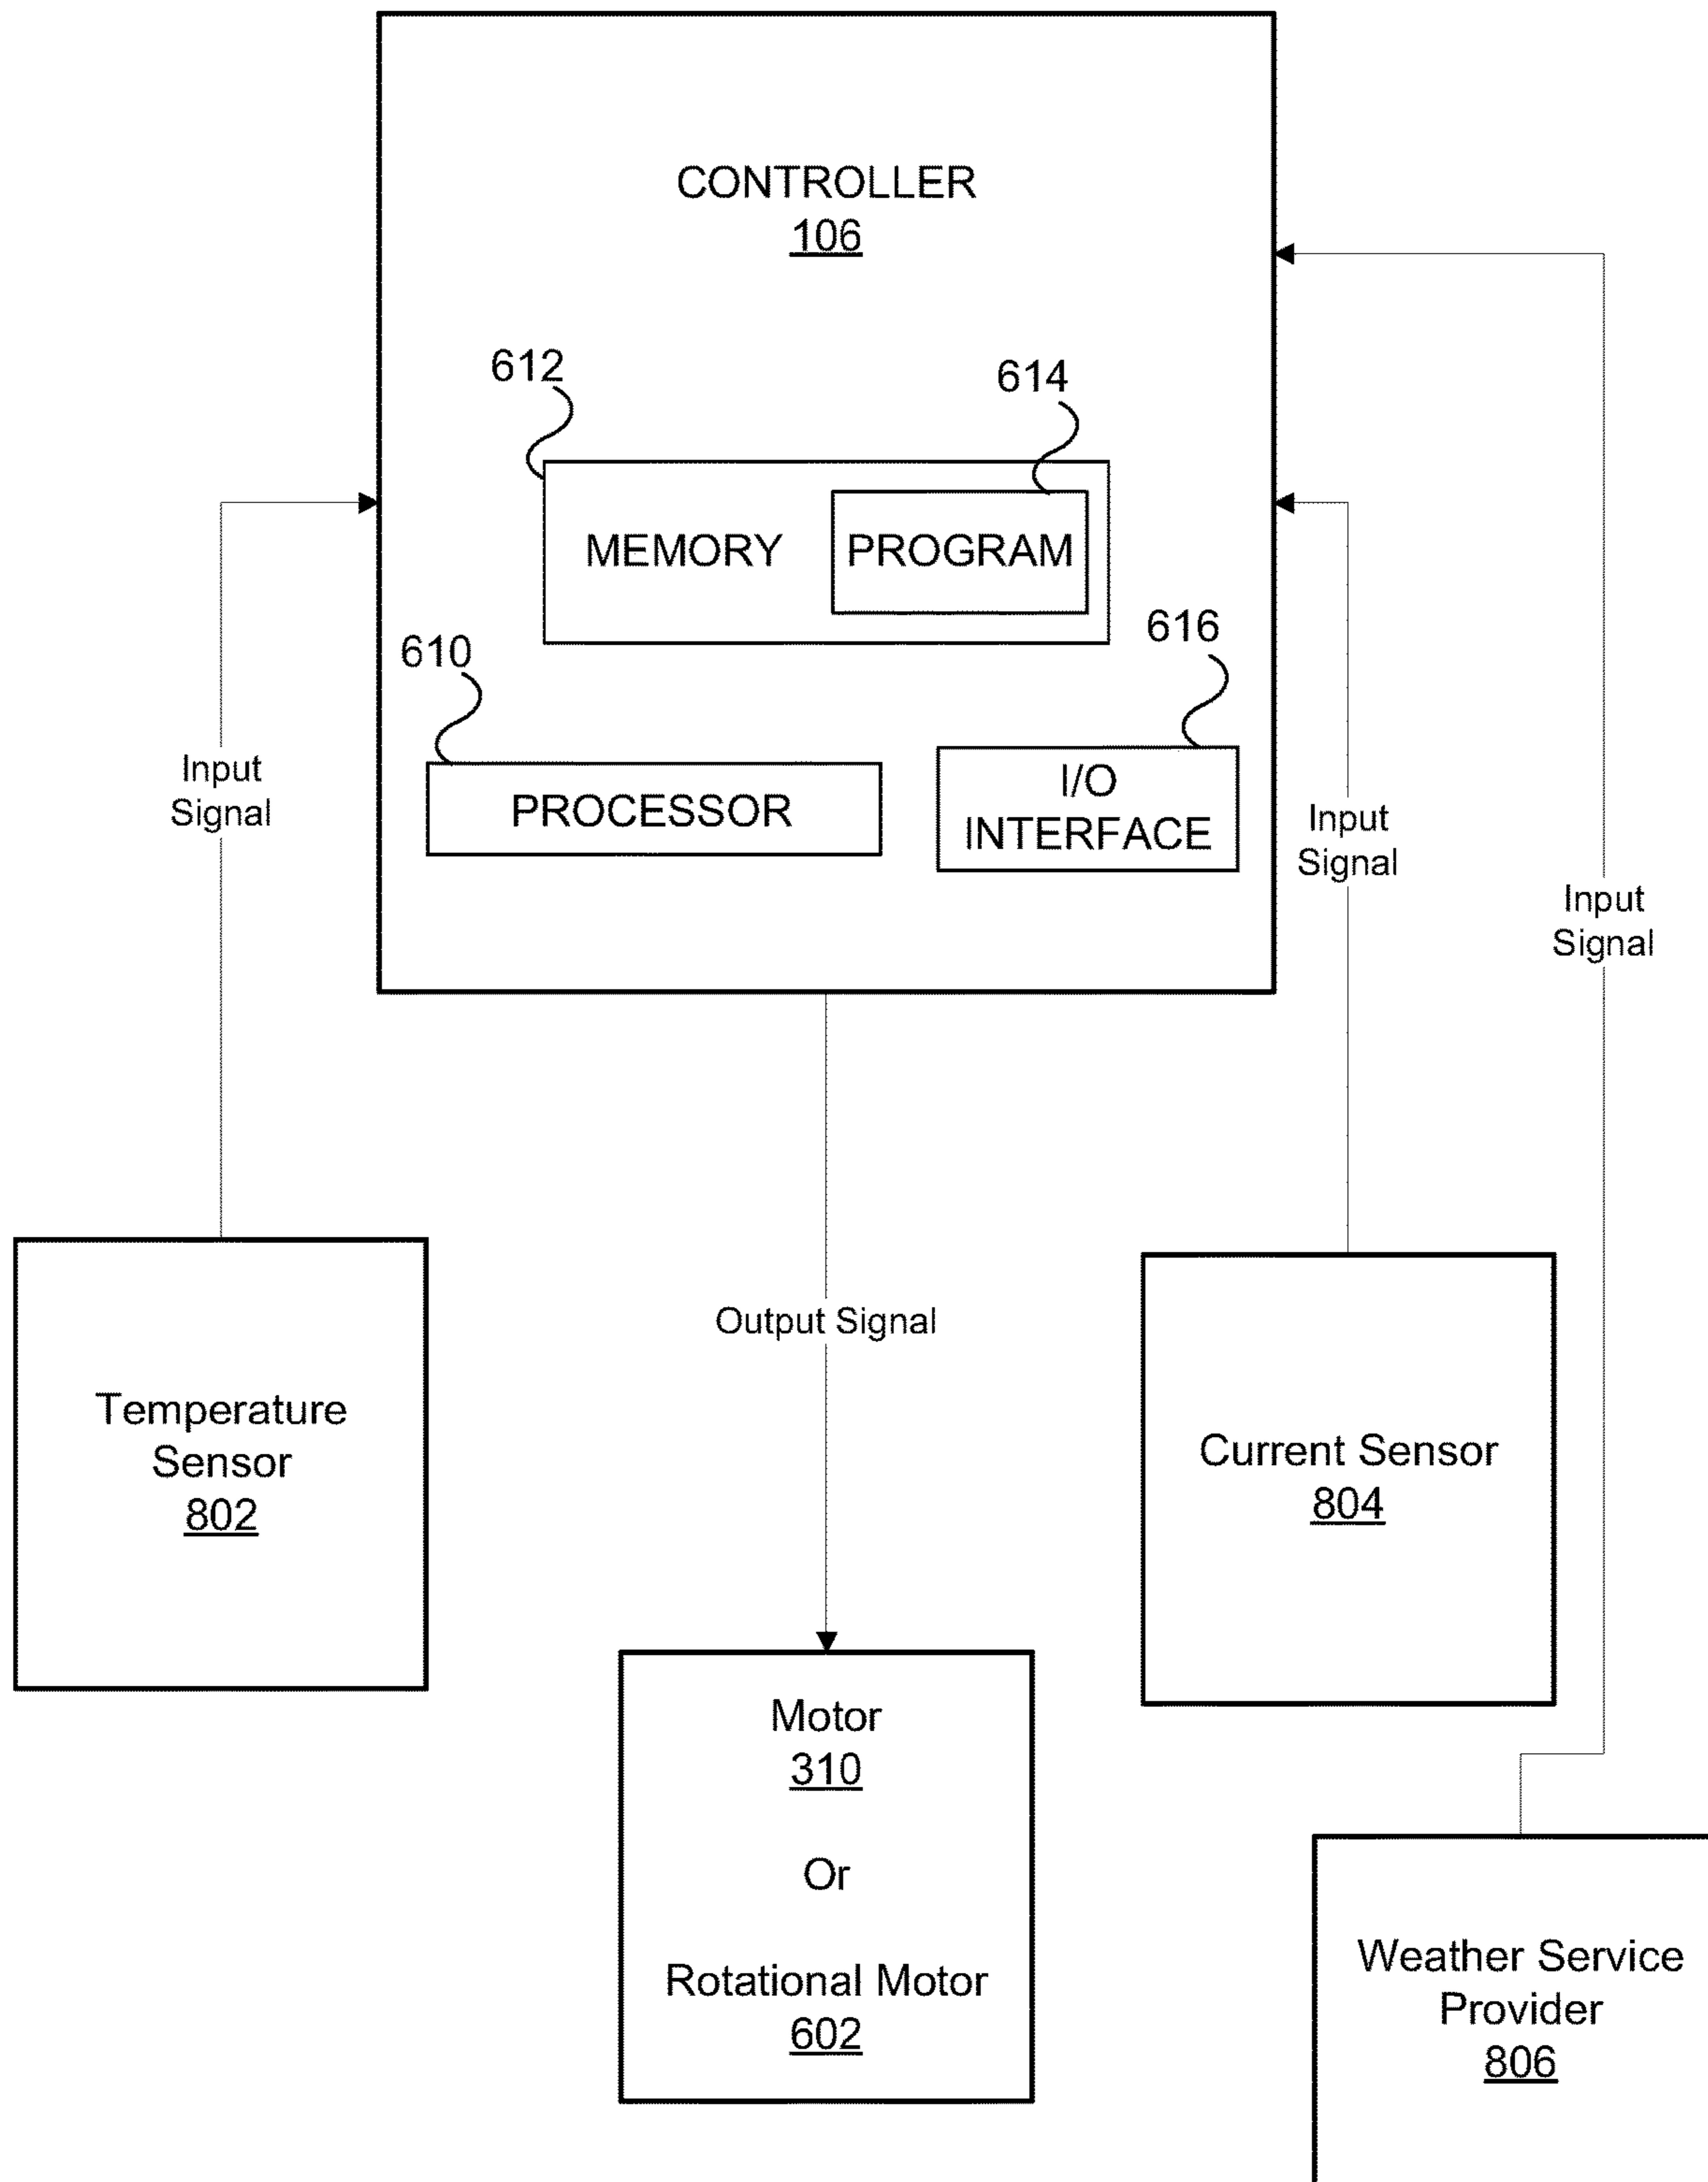 CONTROLLER
106
612
614
MEMORY
PROGRAM
610
616
PROCESSOR
I/O
INTERFACE
Input
Signal
Input
Signal
Input
Signal
Output Signal
Temperature
Sensor
802
Current Sensor
804
Motor
310
Or
Rotational Motor
602
Weather Service
Provider
806